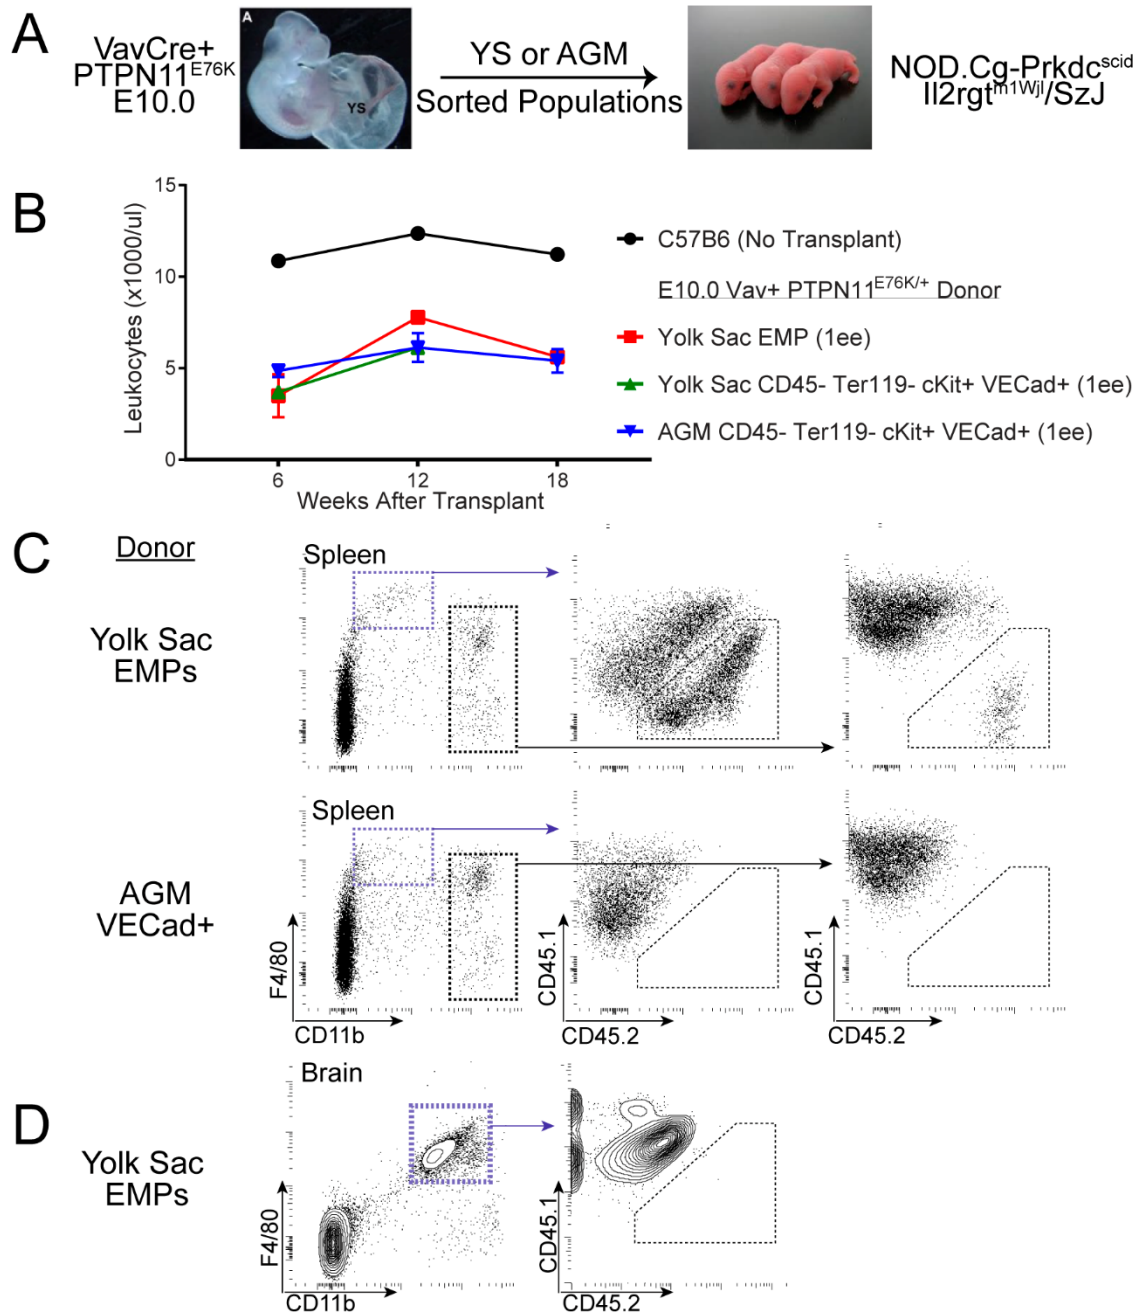 A
VavCre+
PTPN11E76K
E10.0
A
YS
YS or AGM
Sorted Populations
NOD.Cg-Prkdcscid
Il2rgtm1Wjl/SzJ
B
15
10
5
0
Leukocytes (x1000/ul)
6
12
18
Weeks After Transplant
C57B6 (No Transplant)
E10.0 Vav+ PTPN11E76K/+ Donor
Yolk Sac EMP (1ee)
Yolk Sac CD45- Ter119- cKit+ VECad+ (1ee)
AGM CD45- Ter119- cKit+ VECad+ (1ee)
C
Donor
Spleen
Yolk Sac
EMPs
Spleen
AGM
VECad+
F4/80
CD11b
CD45.1
CD45.2
CD45.1
CD45.2
D
Brain
Yolk Sac
EMPs
F4/80
CD11b
CD45.1
CD45.2